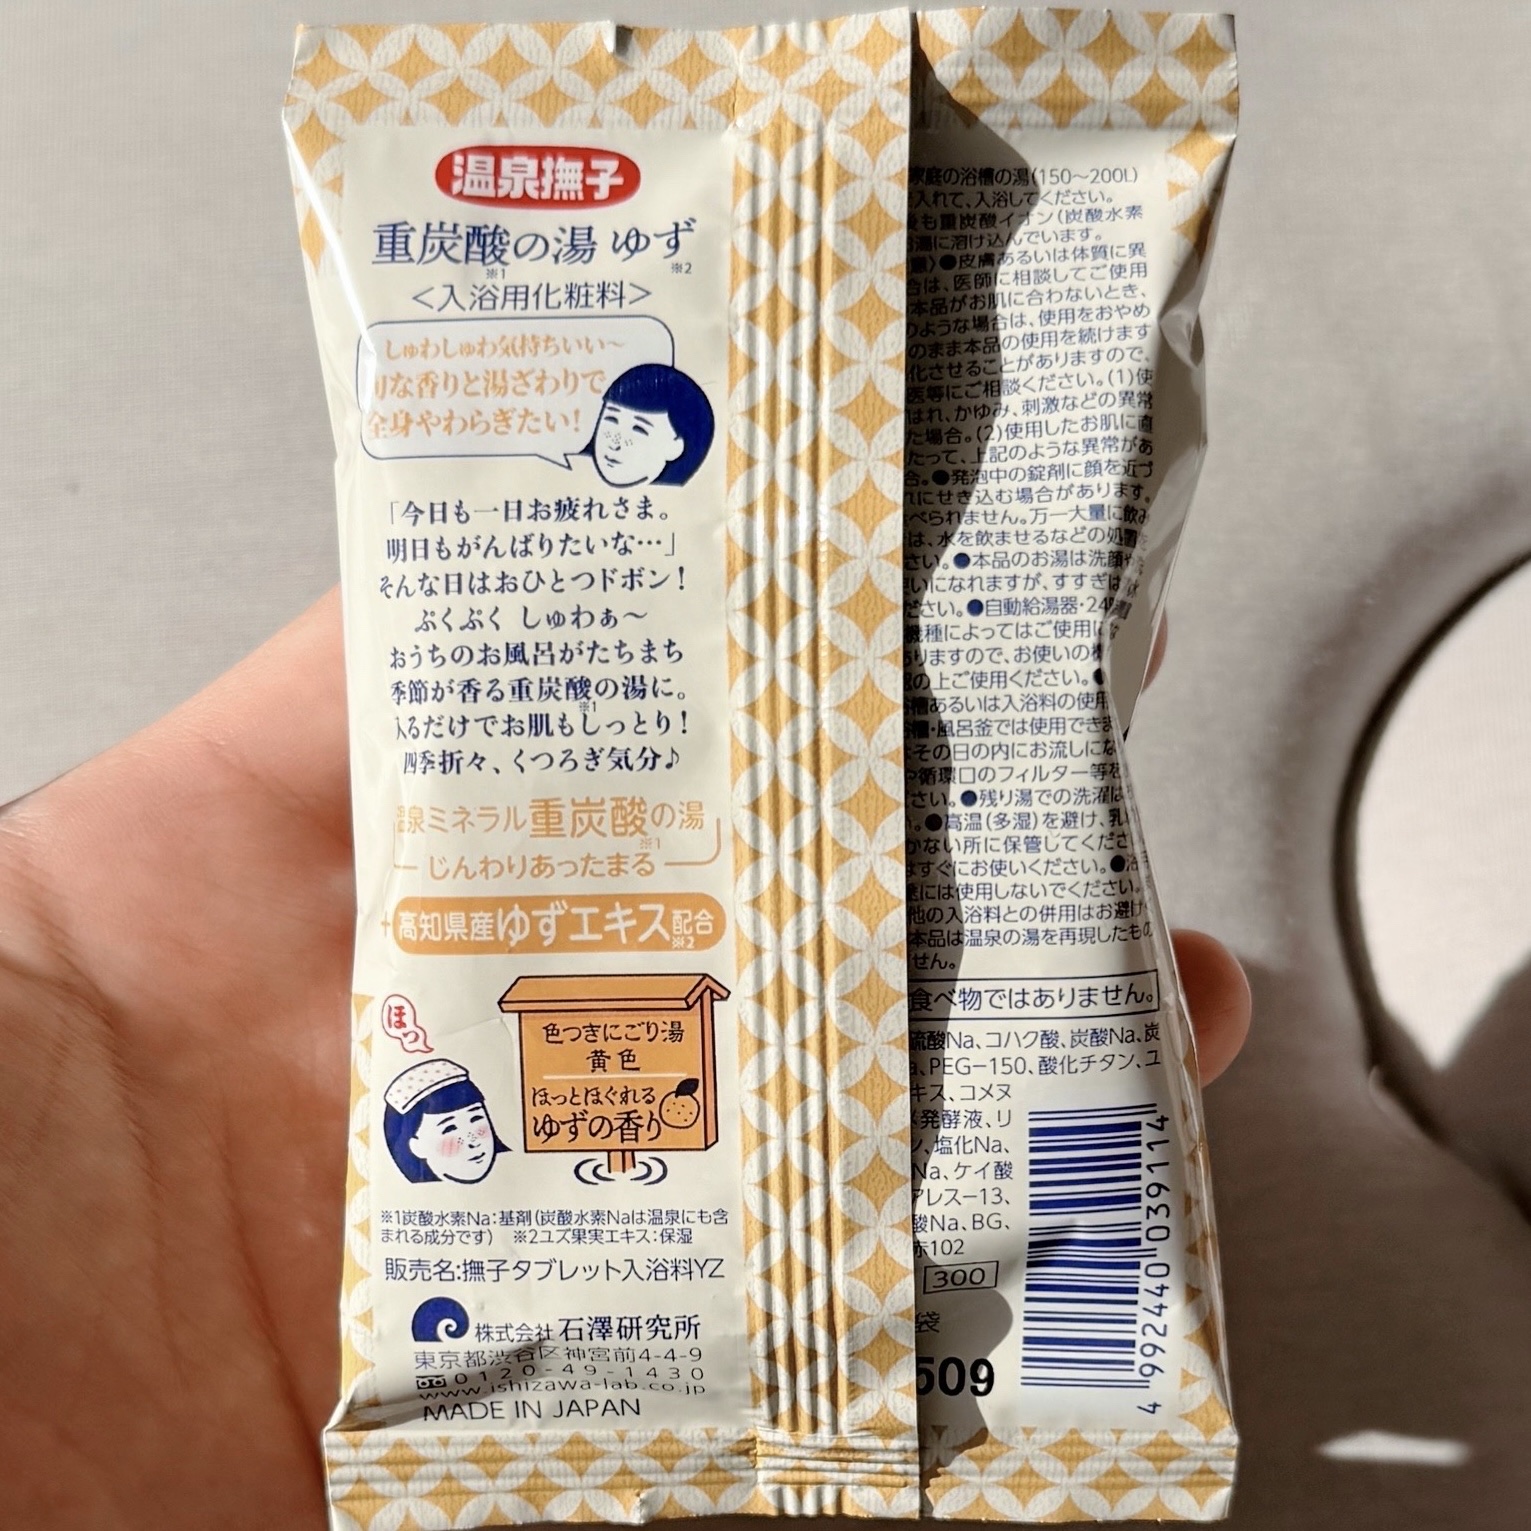 温泉撫子
重炭酸の湯 ゆず
※1 ※2
＜入浴用化粧料＞
しゅわしゅわ気持ちいい〜
な香りと湯ざわりで
全身やわらぎたい!
「今日も一日お疲れさま。
明日もがんばりたいな…」
そんな日はおひとつドボン!
ぷくぷく しゅわぁ〜
おうちのお風呂がたちまち
季節が香る重炭酸の湯に。
※1
るだけでお肌もしっとり!
四季折々、くつろぎ気分♪
泉ミネラル重炭酸の湯
※1
じんわりあったまる
+高知県産ゆずエキス配合
※2
ほっ
色つきにごり湯
黄色
ほっとほぐれる
ゆずの香り
※1炭酸水素Na:基剤(炭酸水素Naは温泉にも含
まれる成分です) ※2ユズ果実エキス:保湿
販売名:撫子タブレット入浴料YZ
株式会社石澤研究所
東京都渋谷区神宮前4-4-9
0120-49-1430
www.ishizawa-lab.co.jp
MADE IN JAPAN
家庭の浴槽の湯(150〜200L)
入れて、入浴してください。
後も重炭酸イオン(炭酸水素
湯に溶け込んでいます。
●皮膚あるいは体質に異
合は、医師に相談してご使用
本品がお肌に合わないとき、
のような場合は、使用をおやめ
のまま本品の使用を続けます
化させることがありますので、
医等にご相談ください。(1)使
はれ、かゆみ、刺激などの異常
た場合。(2)使用したお肌に直
たって、上記のような異常があ
合。●発泡中の錠剤に顔を近づ
にせき込む場合があります。
べられません。万一大量に飲み
は、水を飲ませるなどの処置を
さい。●本品のお湯は洗顔や
いになれますが、すすぎは
ださい。●自動給湯器・24
機種によってはご使用に
りますので、お使いの機
の上ご使用ください。●
槽あるいは入浴料の使用
槽・風呂釜では使用できま
その日の内にお流しにな
や循環口のフィルター等を
さい。●残り湯での洗濯は
。●高温(多湿)を避け、乳
かない所に保管してくださ
はすぐにお使いください。●浴
には使用しないでください。
他の入浴料との併用はお避け
本品は温泉の湯を再現したもの
せん。
食べ物ではありません。
硫酸Na、コハク酸、炭酸Na、炭
、PEG-150、酸化チタン、ユ
キス、コメヌ
発酵液、リ
ン、塩化Na、
Na、ケイ酸
アレス-13、
酸Na、BG、
赤102
300
袋
509
4 992440 039114